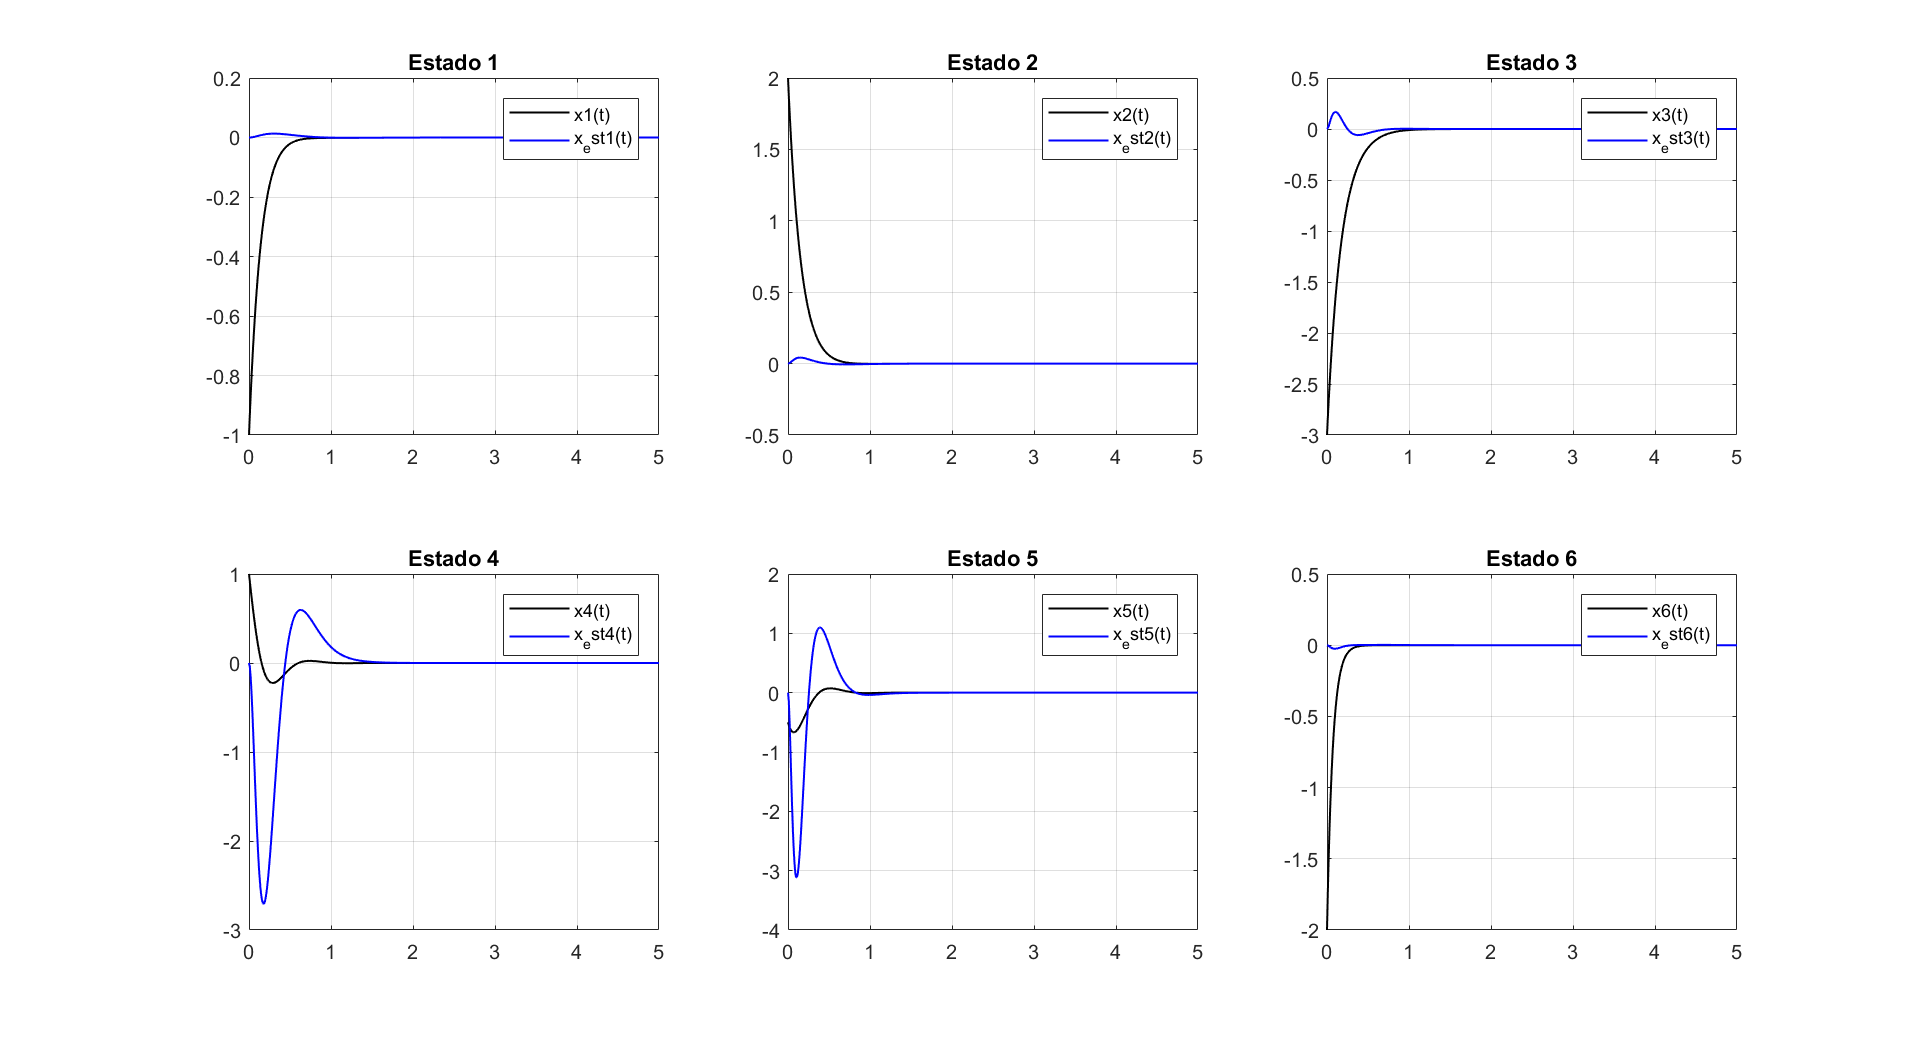 Estado 1
0.2
0
-0.2
-0.4
-0.6
-0.8
-1
0 1 2 3 4 5
x1(t)
x_est1(t)
Estado 2
2
1.5
1
0.5
0
-0.5
0 1 2 3 4 5
x2(t)
x_est2(t)
Estado 3
0.5
0
-0.5
-1
-1.5
-2
-2.5
-3
0 1 2 3 4 5
x3(t)
x_est3(t)
Estado 4
1
0
-1
-2
-3
0 1 2 3 4 5
x4(t)
x_est4(t)
Estado 5
2
1
0
-1
-2
-3
-4
0 1 2 3 4 5
x5(t)
x_est5(t)
Estado 6
0.5
0
-0.5
-1
-1.5
-2
0 1 2 3 4 5
x6(t)
x_est6(t)